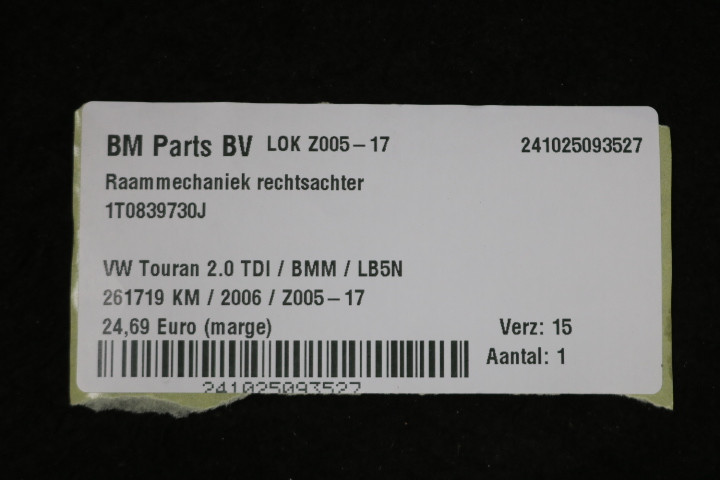 BM Parts BV LOK Z005-17 241025093527
Raammechaniek rechtsachter
1T0839730J
VW Touran 2.0 TDI / BMM / LB5N
261719 KM / 2006 / Z005-17
24,69 Euro (marge) Verz: 15
Aantal: 1
241025093527